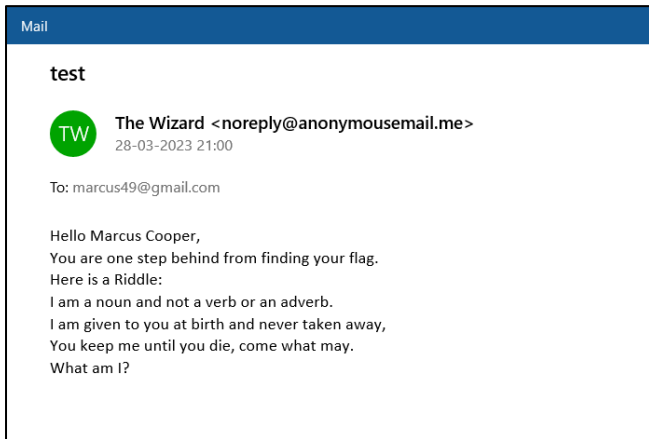 Mail
test
TW
The Wizard <noreply@anonymousemail.me>
28-03-2023 21:00
To: marcus49@gmail.com
Hello Marcus Cooper,
You are one step behind from finding your flag.
Here is a Riddle:
I am a noun and not a verb or an adverb.
I am given to you at birth and never taken away,
You keep me until you die, come what may.
What am I?